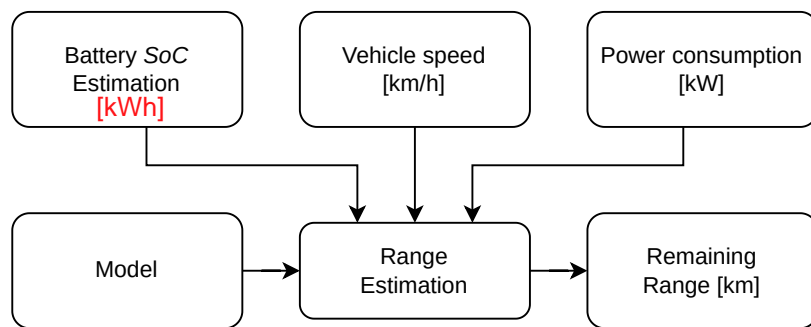 Battery SoC
Estimation
[kWh]
Vehicle speed
[km/h]
Power consumption
[kW]
Model
Range
Estimation
Remaining
Range [km]